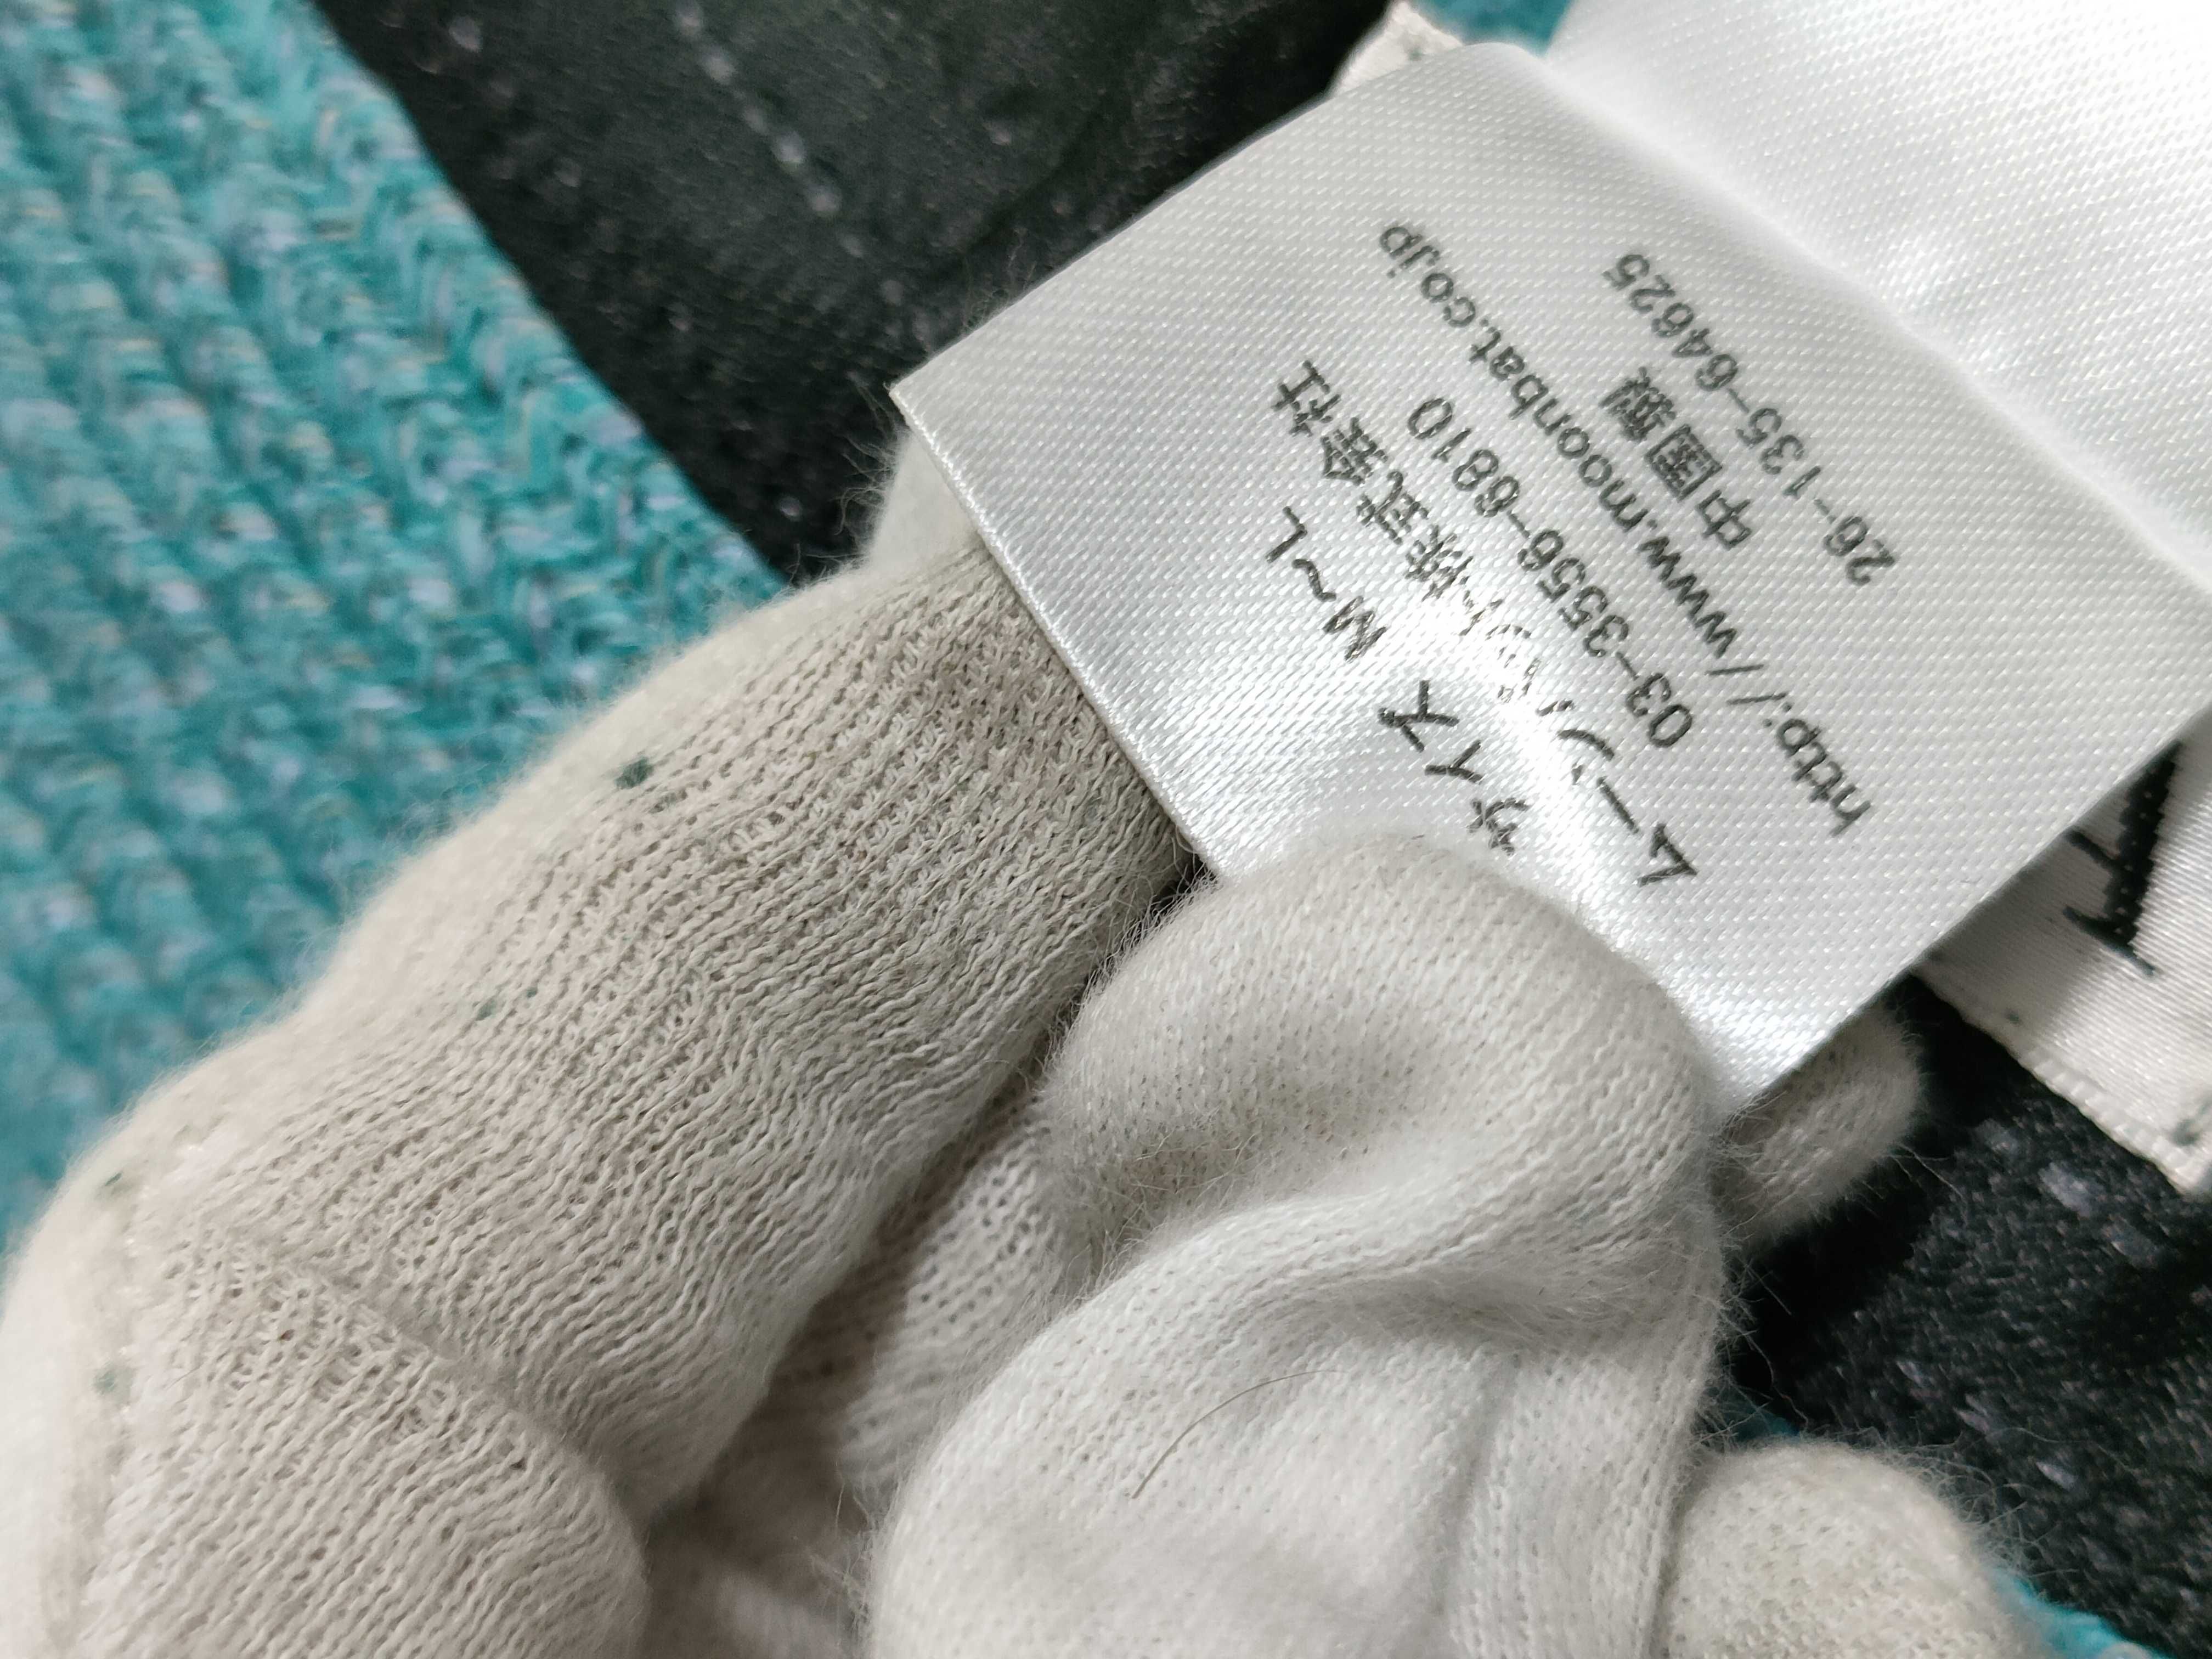 サイズ M~L
ムーンバット株式会社
03-3556-6810
http://www.moonbat.co.jp
中国製
26-135-64625